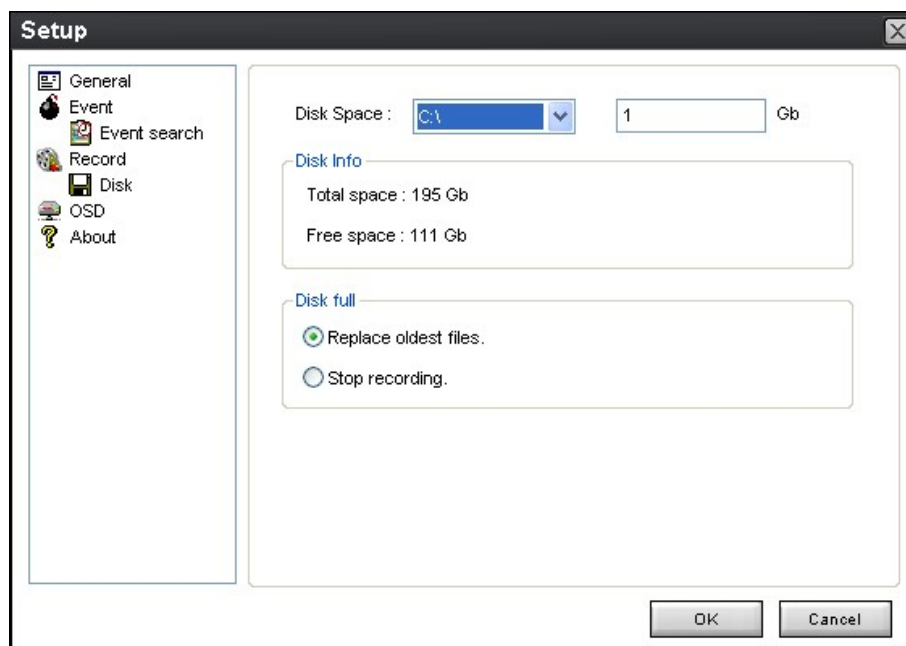 Setup
General
Event
Event search
Record
Disk
OSD
About
Disk Space : C:\ 1 Gb
Disk Info
Total space : 195 Gb
Free space : 111 Gb
Disk full
Replace oldest files.
Stop recording.
OK Cancel